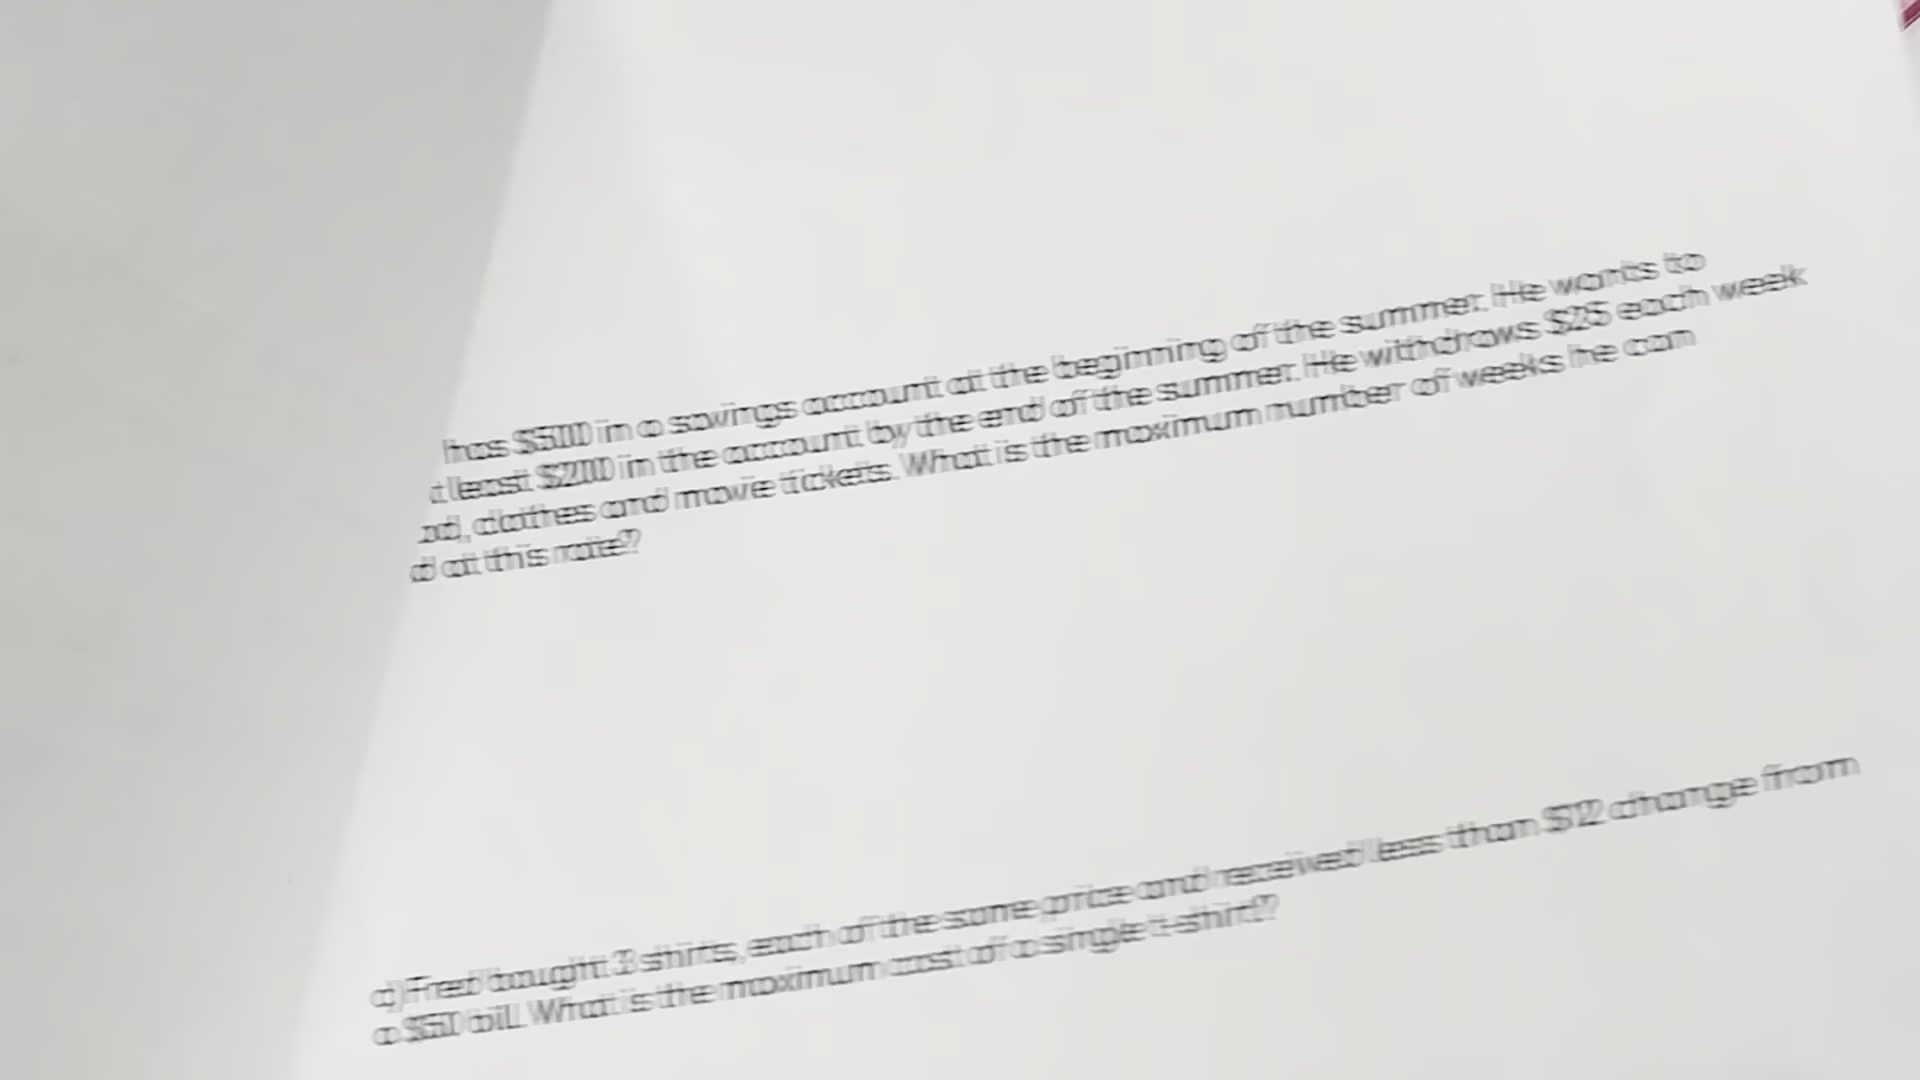 has $500 in a savings account at the beginning of the summer. He wants to
t least $200 in the account by the end of the summer. He withdraws $25 each week
od, clothes and movie tickets. What is the maximum number of weeks he can
d at this rate?
d) Fred bought 3 shirts, each of the same price and received less than $12 change from
a $50 bill. What is the maximum cost of a single t-shirt?